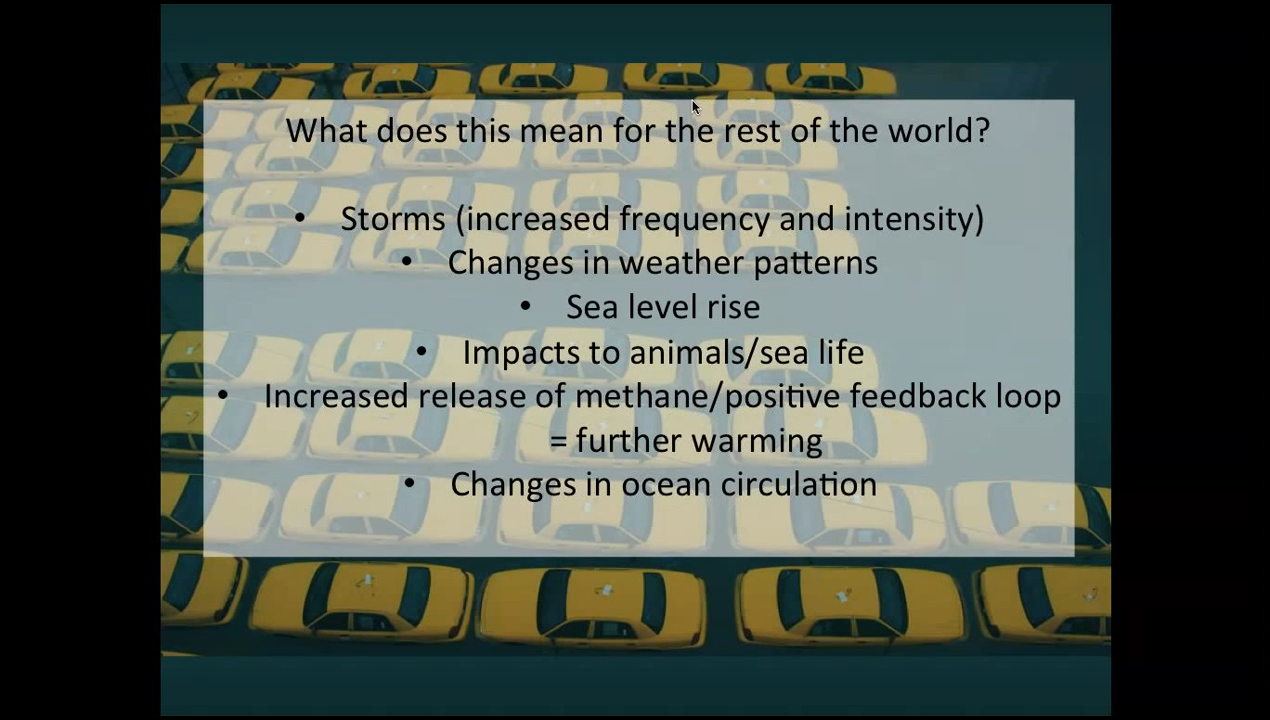 What does this mean for the rest of the world?
• Storms (increased frequency and intensity)
• Changes in weather patterns
• Sea level rise
• Impacts to animals/sea life
• Increased release of methane/positive feedback loop
= further warming
• Changes in ocean circulation